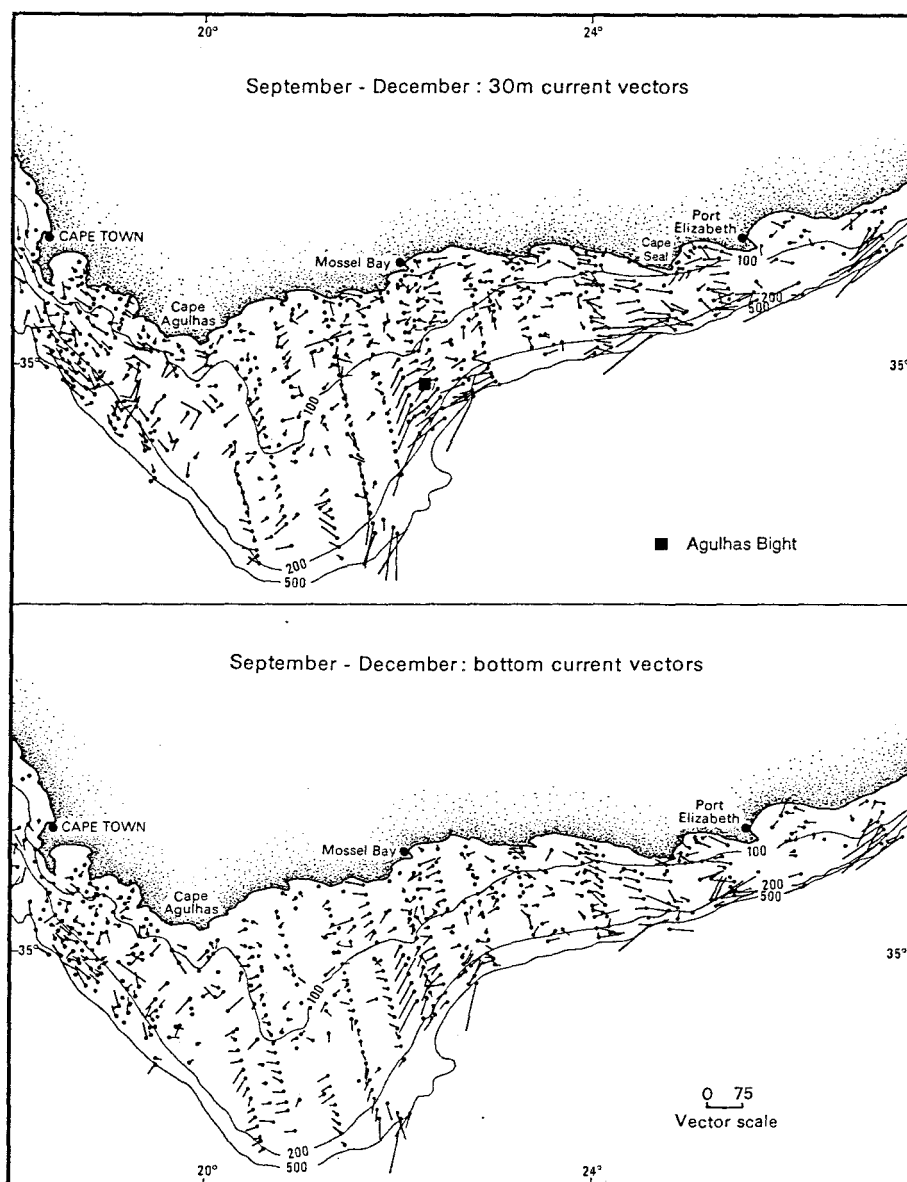 20°
24°
September - December : 30m current vectors
CAPE TOWN
Cape
Agulhas
Mossel Bay
Cape
Seal
Port
Elizabeth
100
200
500
35°
35°
100
200
500
■ Agulhas Bight
September - December : bottom current vectors
CAPE TOWN
Cape
Agulhas
Mossel Bay
Port
Elizabeth
100
200
500
35°
35°
100
200
500
0 75
Vector scale
20°
24°